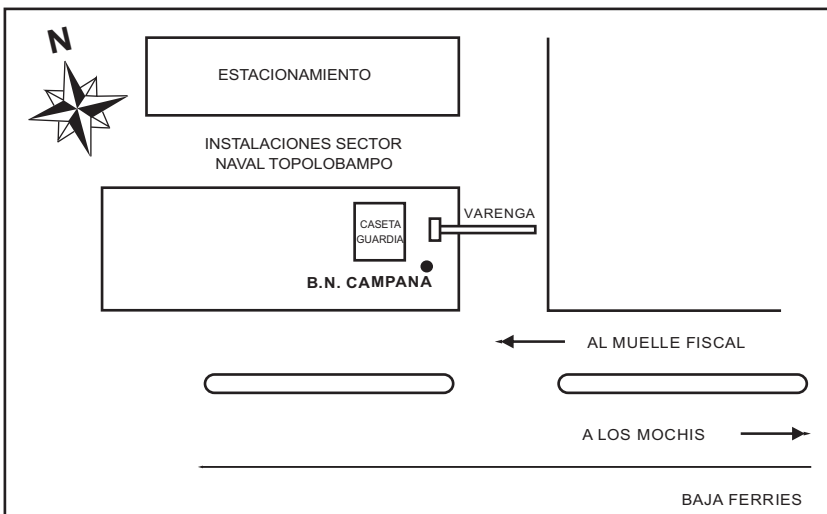 N
ESTACIONAMIENTO
INSTALACIONES SECTOR
NAVAL TOPOLOBAMPO
VARENGA
CASETA
GUARDIA
B.N. CAMPANA
AL MUELLE FISCAL
A LOS MOCHIS
BAJA FERRIES